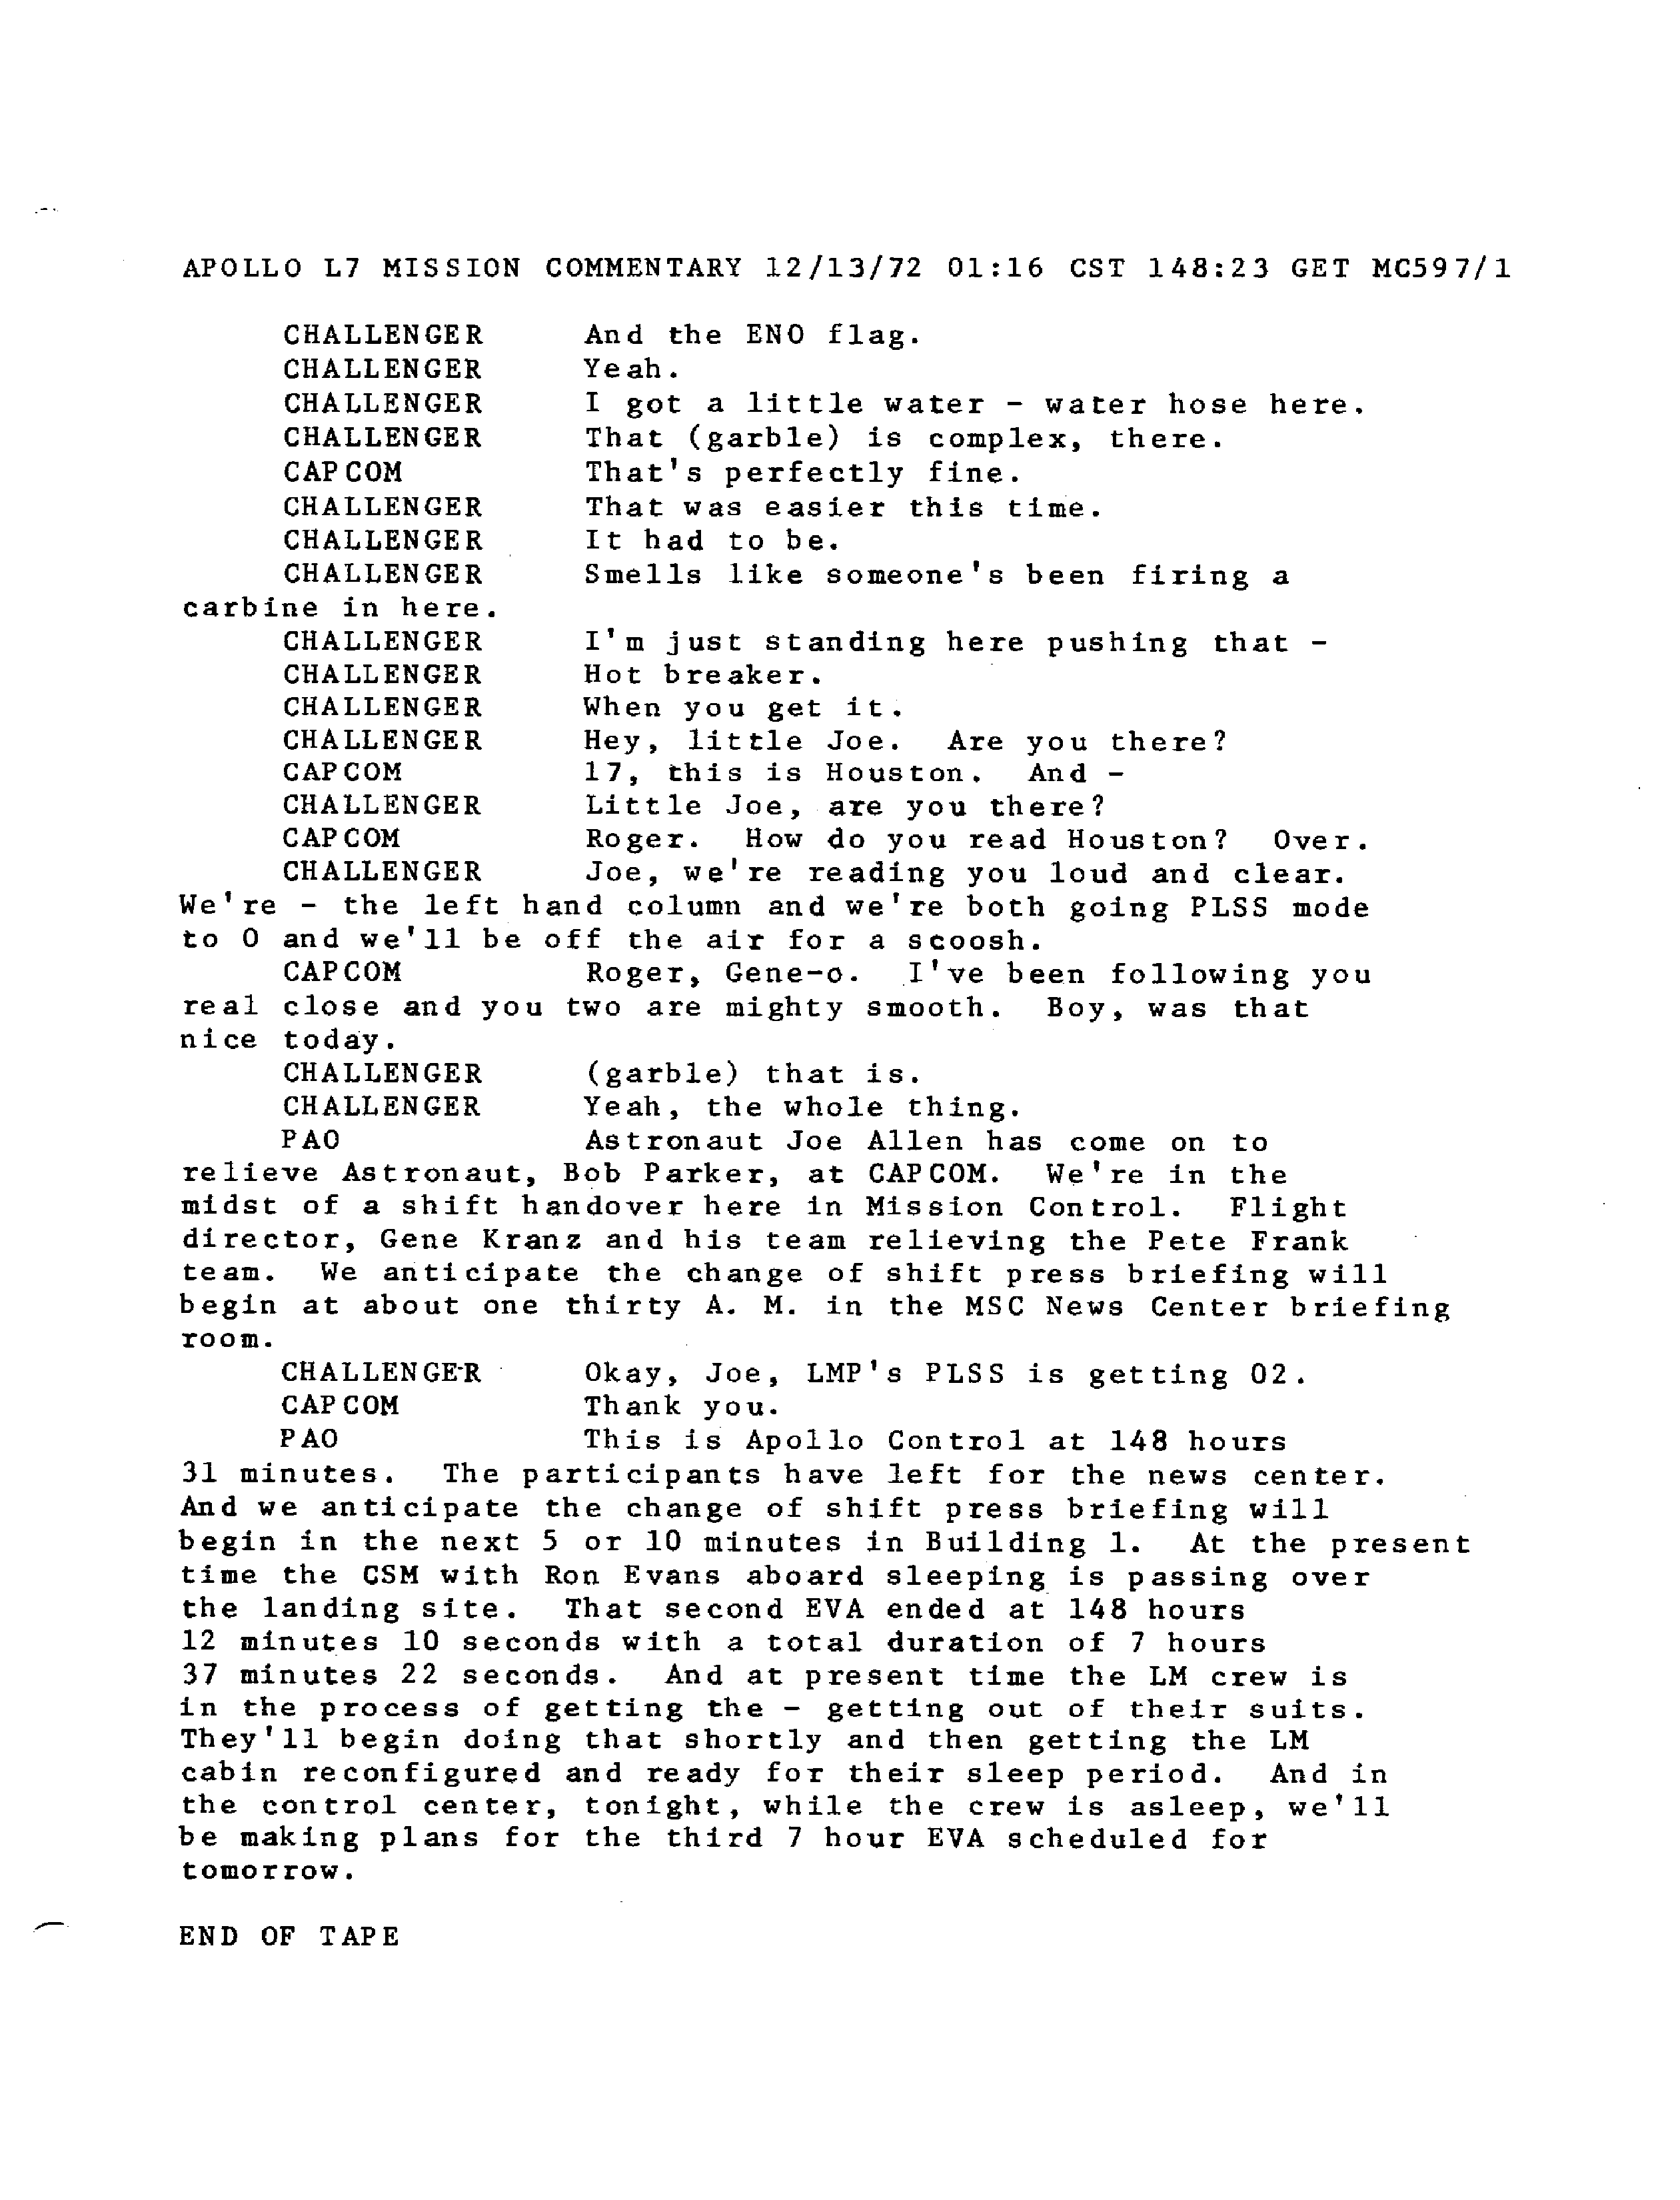 APOLLO L7 MISSION COMMENTARY 12/13/72 01:16 CST 148:23 GET MC597/1
CHALLENGER And the ENO flag.
CHALLENGER Yeah.
CHALLENGER I got a little water - water hose here.
CHALLENGER That (garble) is complex, there.
CAPCOM That's perfectly fine.
CHALLENGER That was easier this time.
CHALLENGER It had to be.
CHALLENGER Smells like someone's been firing a
carbine in here.
CHALLENGER I'm just standing here pushing that -
CHALLENGER Hot breaker.
CHALLENGER When you get it.
CHALLENGER Hey, little Joe. Are you there?
CAPCOM 17, this is Houston. And -
CHALLENGER Little Joe, are you there?
CAPCOM Roger. How do you read Houston? Over.
CHALLENGER Joe, we're reading you loud and clear.
We're - the left hand column and we're both going PLSS mode
to 0 and we'll be off the air for a scoosh.
CAPCOM Roger, Gene-o. I've been following you
real close and you two are mighty smooth. Boy, was that
nice today.
CHALLENGER (garble) that is.
CHALLENGER Yeah, the whole thing.
PAO Astronaut Joe Allen has come on to
relieve Astronaut, Bob Parker, at CAPCOM. We're in the
midst of a shift handover here in Mission Control. Flight
director, Gene Kranz and his team relieving the Pete Frank
team. We anticipate the change of shift press briefing will
begin at about one thirty A. M. in the MSC News Center briefing
room.
CHALLENGER Okay, Joe, LMP's PLSS is getting 02.
CAPCOM Thank you.
PAO This is Apollo Control at 148 hours
31 minutes. The participants have left for the news center.
And we anticipate the change of shift press briefing will
begin in the next 5 or 10 minutes in Building 1. At the present
time the CSM with Ron Evans aboard sleeping is passing over
the landing site. That second EVA ended at 148 hours
12 minutes 10 seconds with a total duration of 7 hours
37 minutes 22 seconds. And at present time the LM crew is
in the process of getting the - getting out of their suits.
They'll begin doing that shortly and then getting the LM
cabin reconfigured and ready for their sleep period. And in
the control center, tonight, while the crew is asleep, we'll
be making plans for the third 7 hour EVA scheduled for
tomorrow.
END OF TAPE